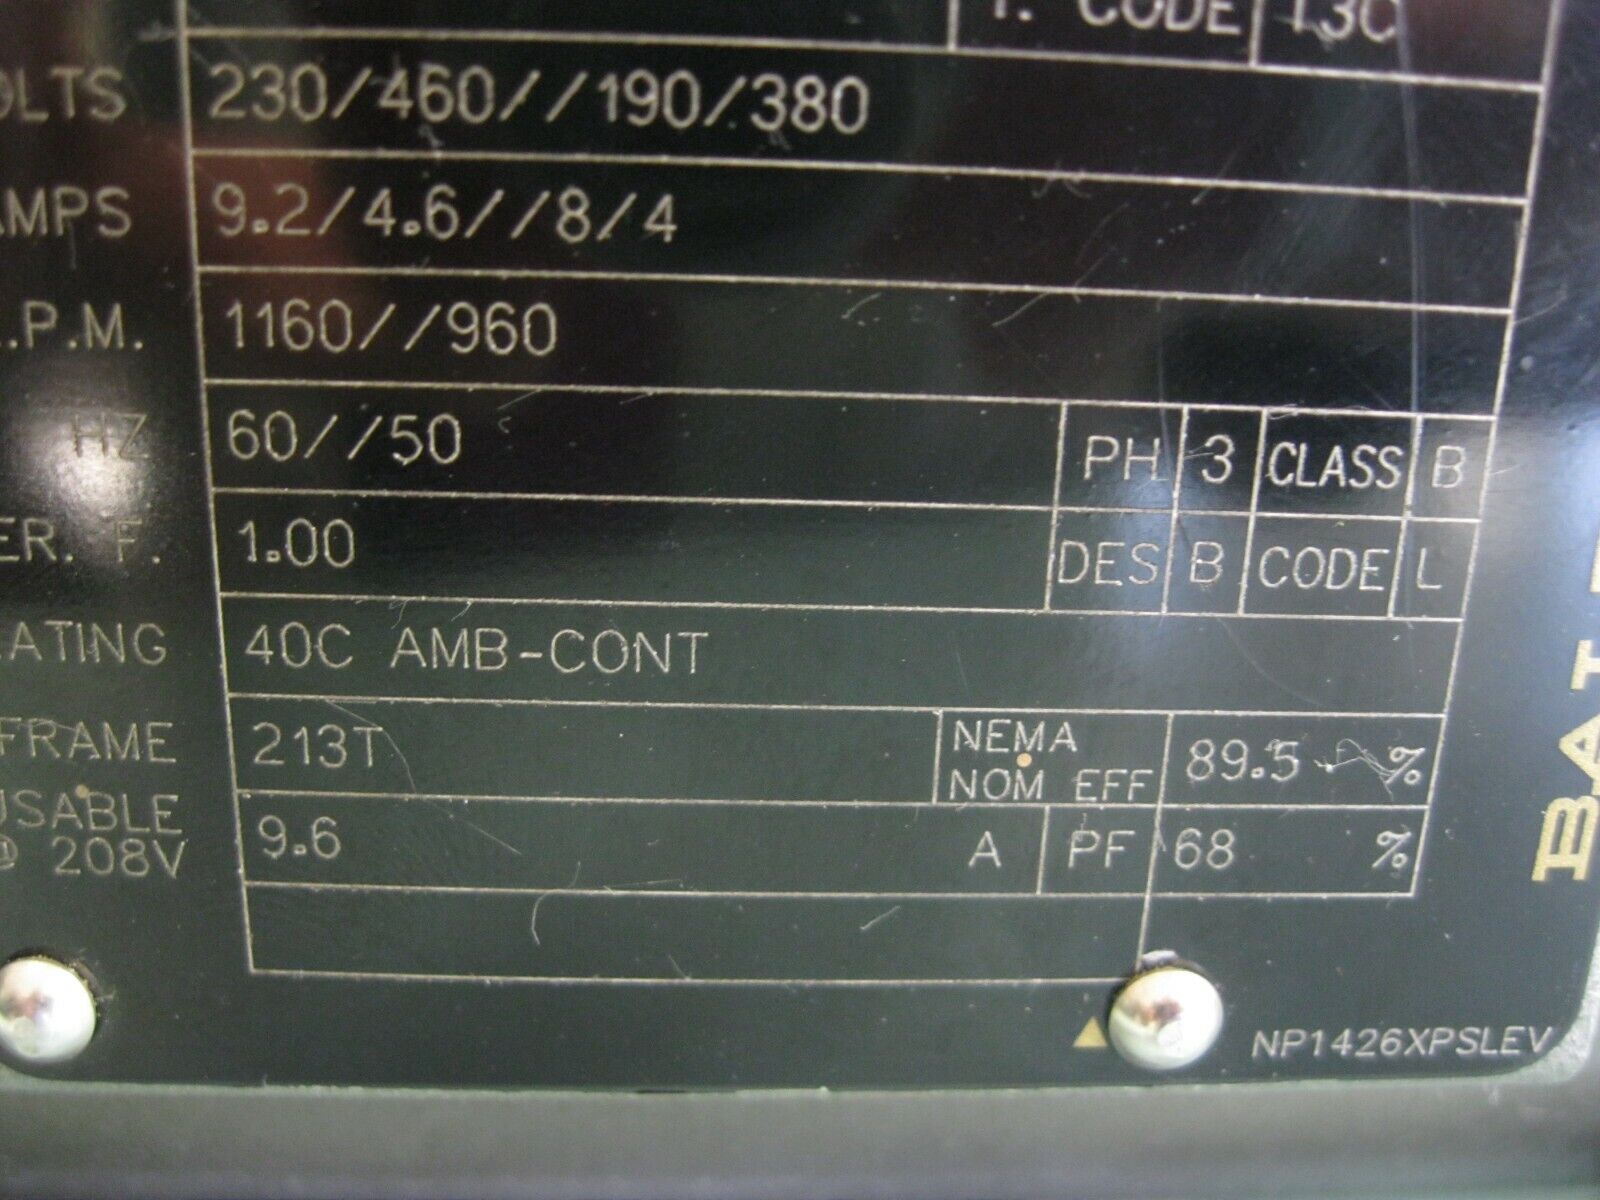 T. CODE T3C
OLTS 230/460//190/380
AMPS 9.2/4.6//8/4
.P.M. 1160//960
HZ 60//50 PH 3 CLASS B
ER. F. 1.00 DES B CODE L
ATING 40C AMB-CONT
FRAME 213T NEMA NOM EFF 89.5 %
USABLE @ 208V 9.6 A PF 68 %
NP1426XPSLEV
BAL